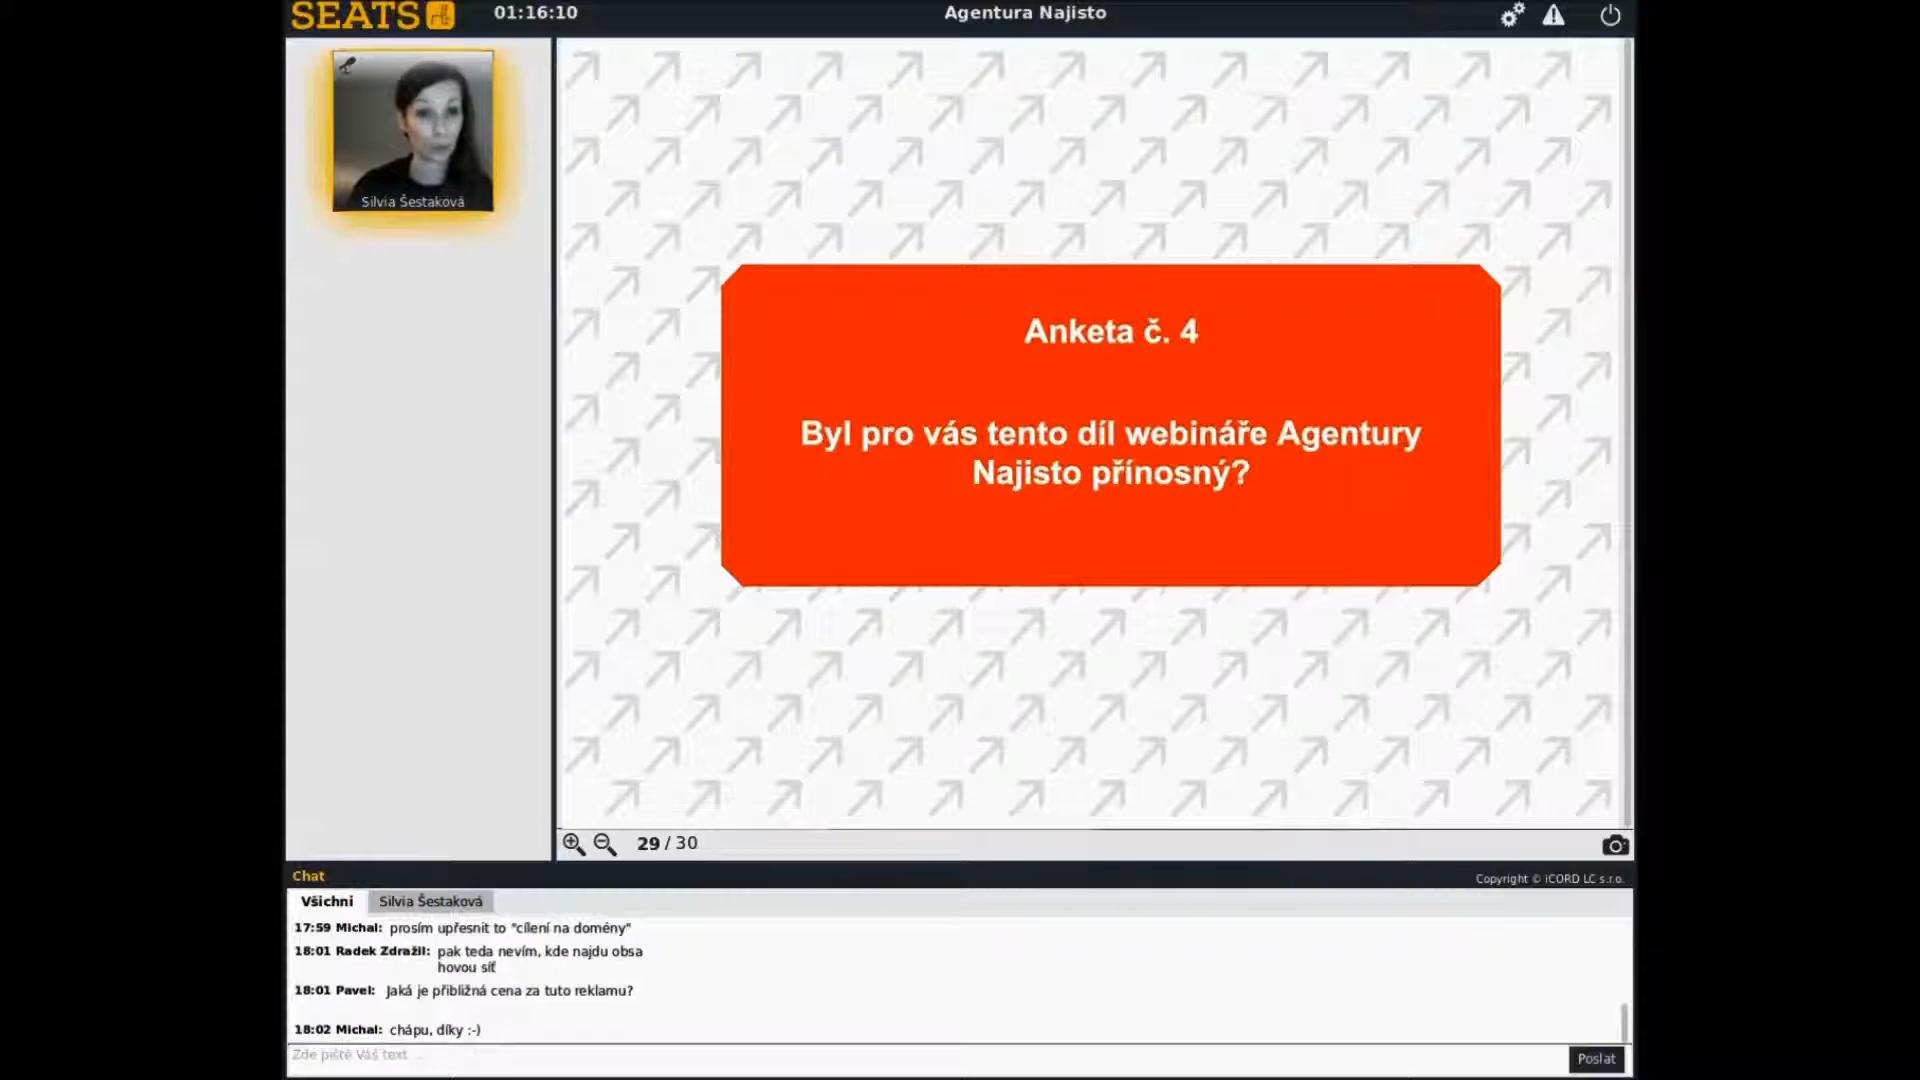 SEATS
01:16:10
Agentura Najisto
Silvia Šestaková
Anketa č. 4
Byl pro vás tento díl webináře Agentury
Najisto přínosný?
29 / 30
Chat
Copyright © iCORD LC s.r.o.
Všichni
Silvia Šestaková
17:59 Michal: prosím upřesnit to "cílení na domény"
18:01 Radek Zdražil: pak teda nevím, kde najdu obsa
hovou síť
18:01 Pavel: Jaká je přibližná cena za tuto reklamu?
18:02 Michal: chápu, díky :-)
Zde piště Váš text ...
Poslat